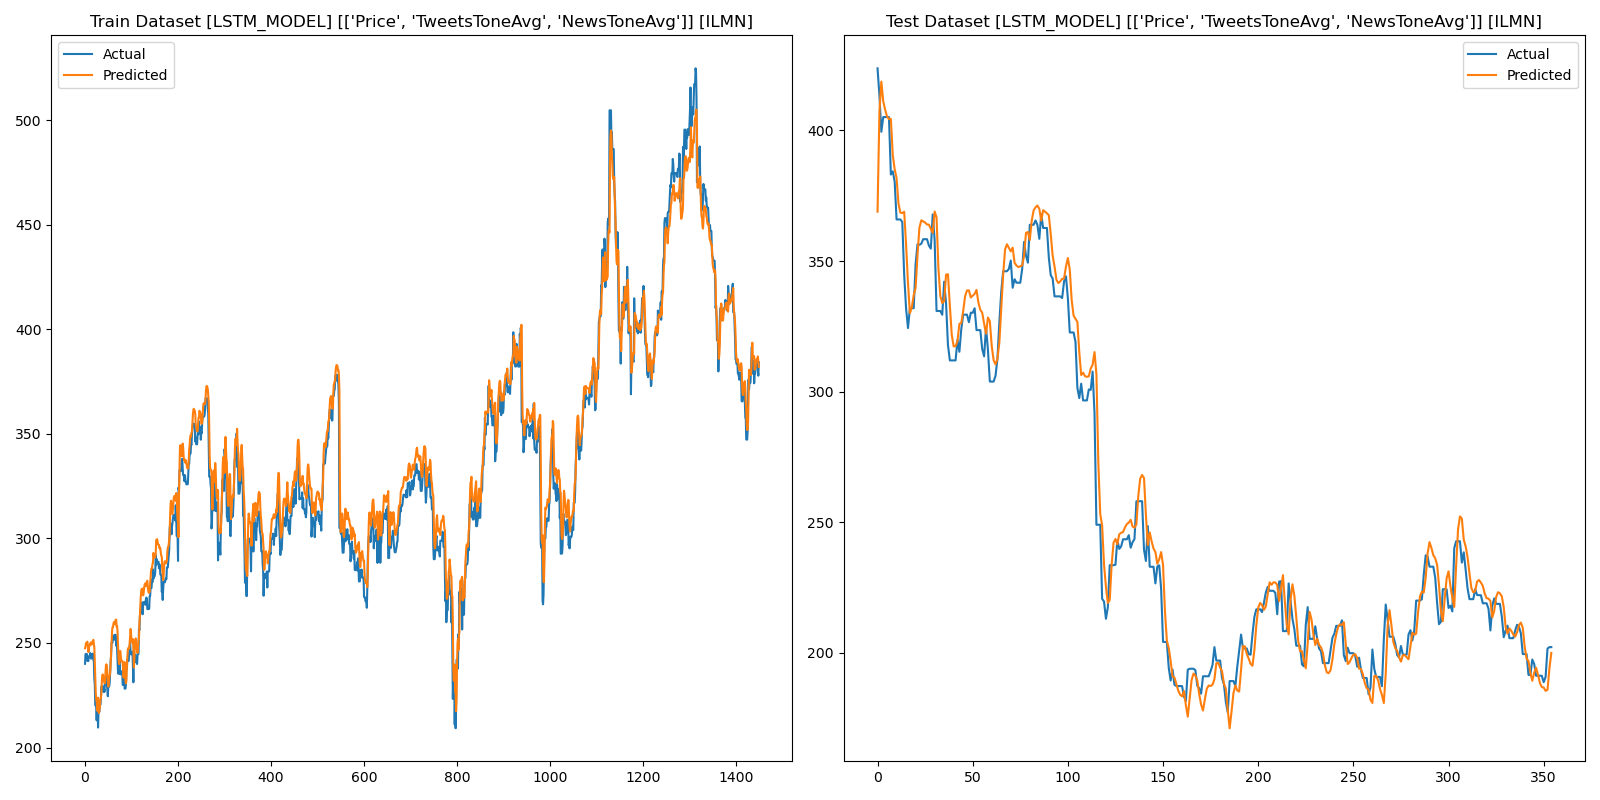 Train Dataset [LSTM_MODEL] [['Price', 'TweetsToneAvg', 'NewsToneAvg']] [ILMN]
Actual
Predicted
500
450
400
350
300
250
200
0 200 400 600 800 1000 1200 1400
Test Dataset [LSTM_MODEL] [['Price', 'TweetsToneAvg', 'NewsToneAvg']] [ILMN]
Actual
Predicted
400
350
300
250
200
0 50 100 150 200 250 300 350